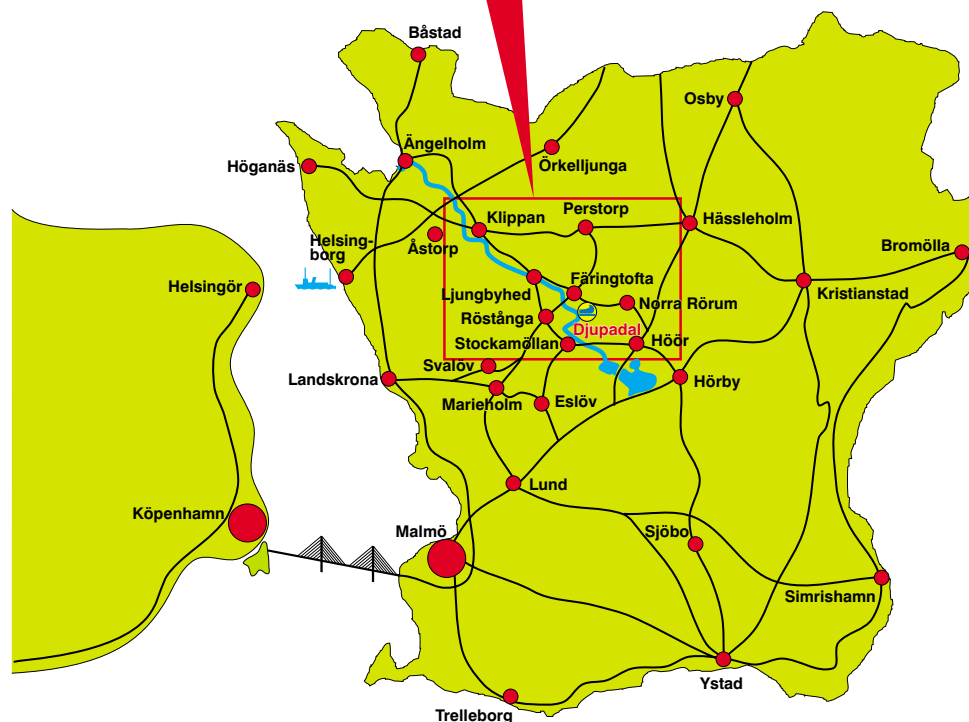 Båstad
Osby
Ängelholm
Örkelljunga
Höganäs
Klippan
Perstorp
Hässleholm
Helsing-
borg
Åstorp
Bromölla
Helsingör
Färingtofta
Kristianstad
Ljungbyhed
Norra Rörum
Röstånga
Djupadal
Stockamöllan
Höör
Svalöv
Landskrona
Hörby
Marieholm
Eslöv
Lund
Köpenhamn
Malmö
Sjöbo
Simrishamn
Ystad
Trelleborg